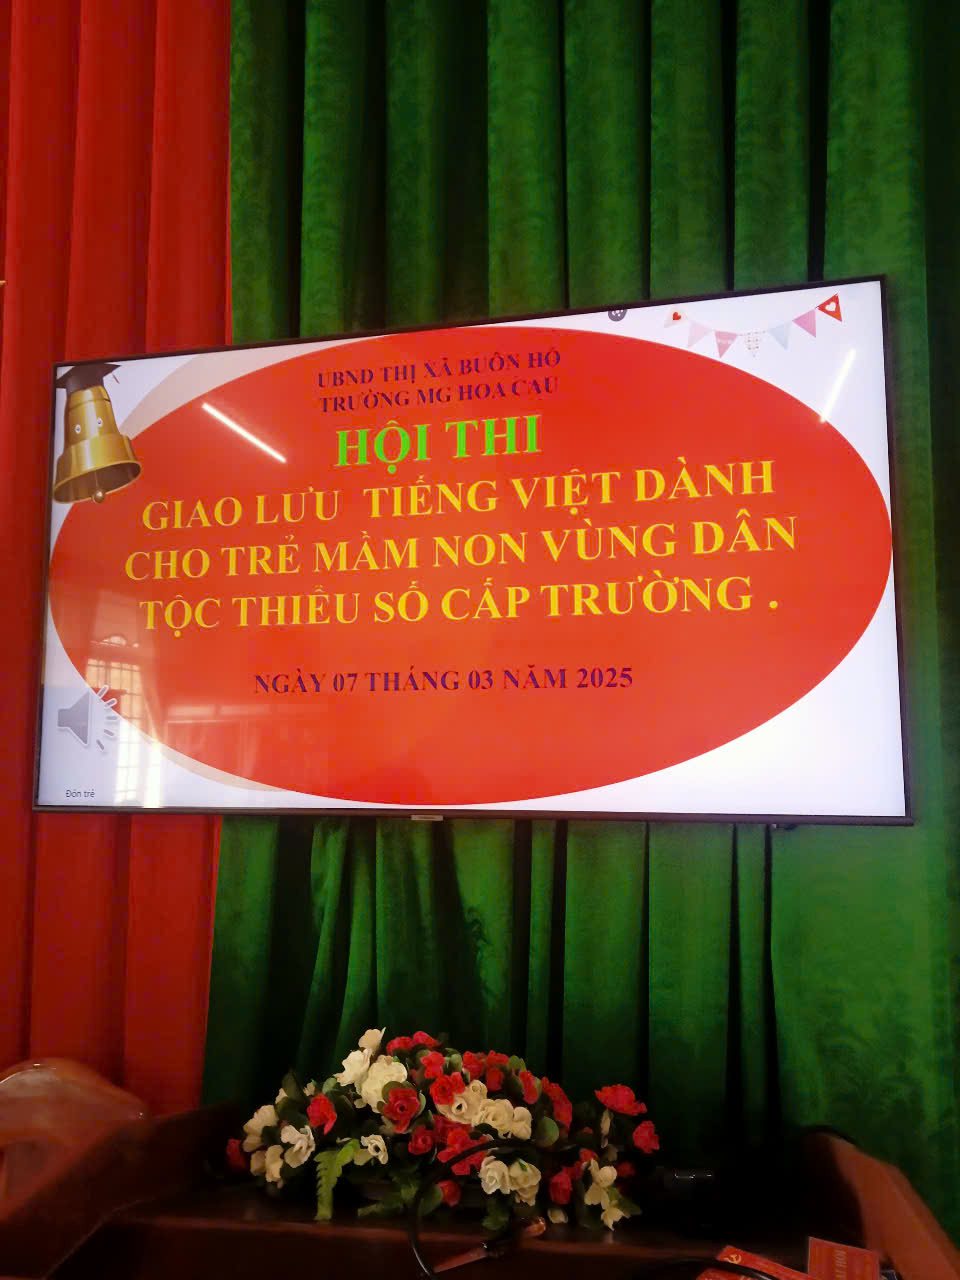 UBND THỊ XÃ BUÔN HỒ
TRƯỜNG MG HOA CAU
HỘI THI
GIAO LƯU TIẾNG VIỆT DÀNH
CHO TRẺ MẦM NON VÙNG DÂN
TỘC THIỂU SỐ CẤP TRƯỜNG .
NGÀY 07 THÁNG 03 NĂM 2025
Đón trẻ